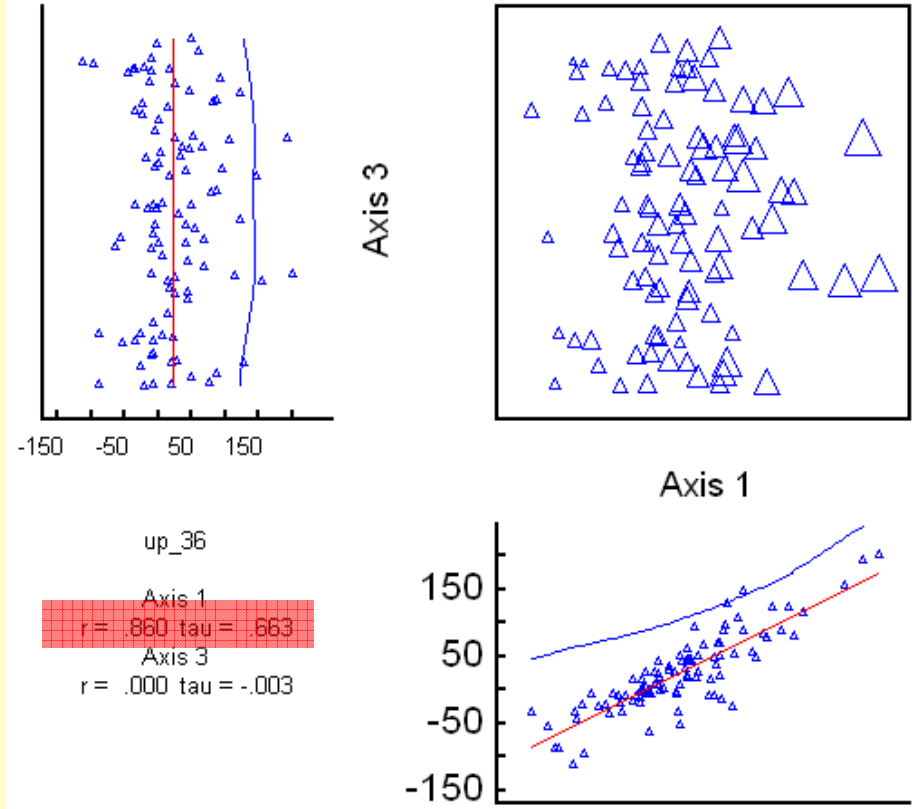 Axis 3
-150 -50 50 150
Axis 1
up_36
Axis 1
r = .860 tau = .663
Axis 3
r = .000 tau = -.003
150
50
-50
-150